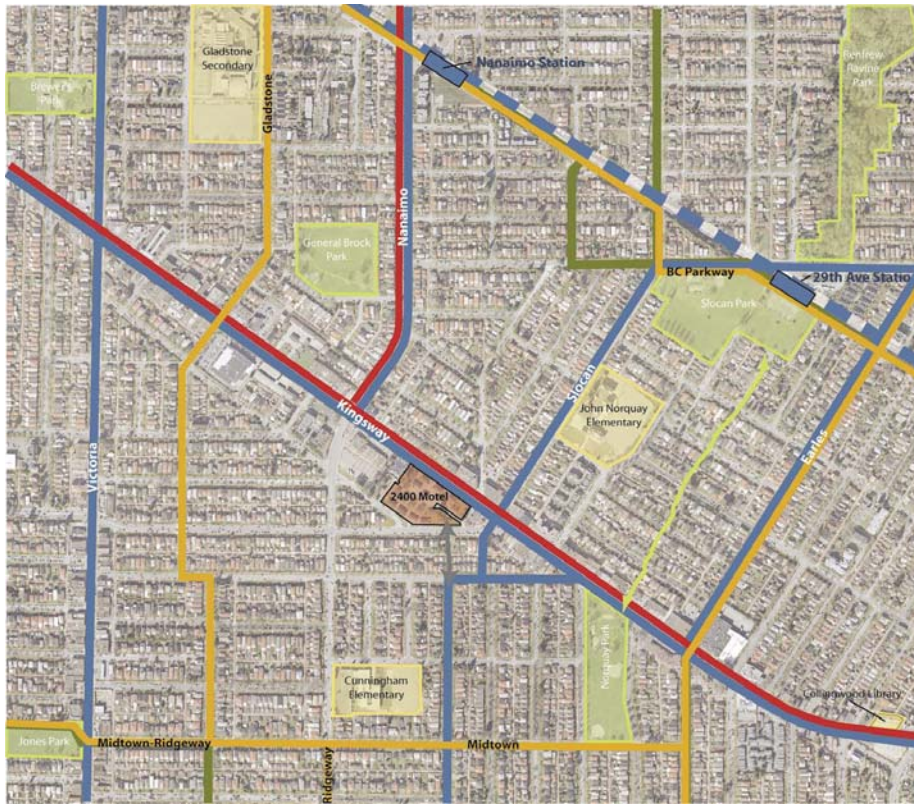 Gladstone
Secondary
Nanaimo Station
Renfrew
Ravine
Park
Brewers
Park
Gladstone
Nanaimo
General Brock
Park
BC Parkway
29th Ave Station
Slocan Park
Slocan
John Norquay
Elementary
Kingsway
Earles
Victoria
2400 Motel
Norquay Park
Cunningham
Elementary
Collingwood Library
Jones Park
Midtown-Ridgeway
Ridgeway
Midtown